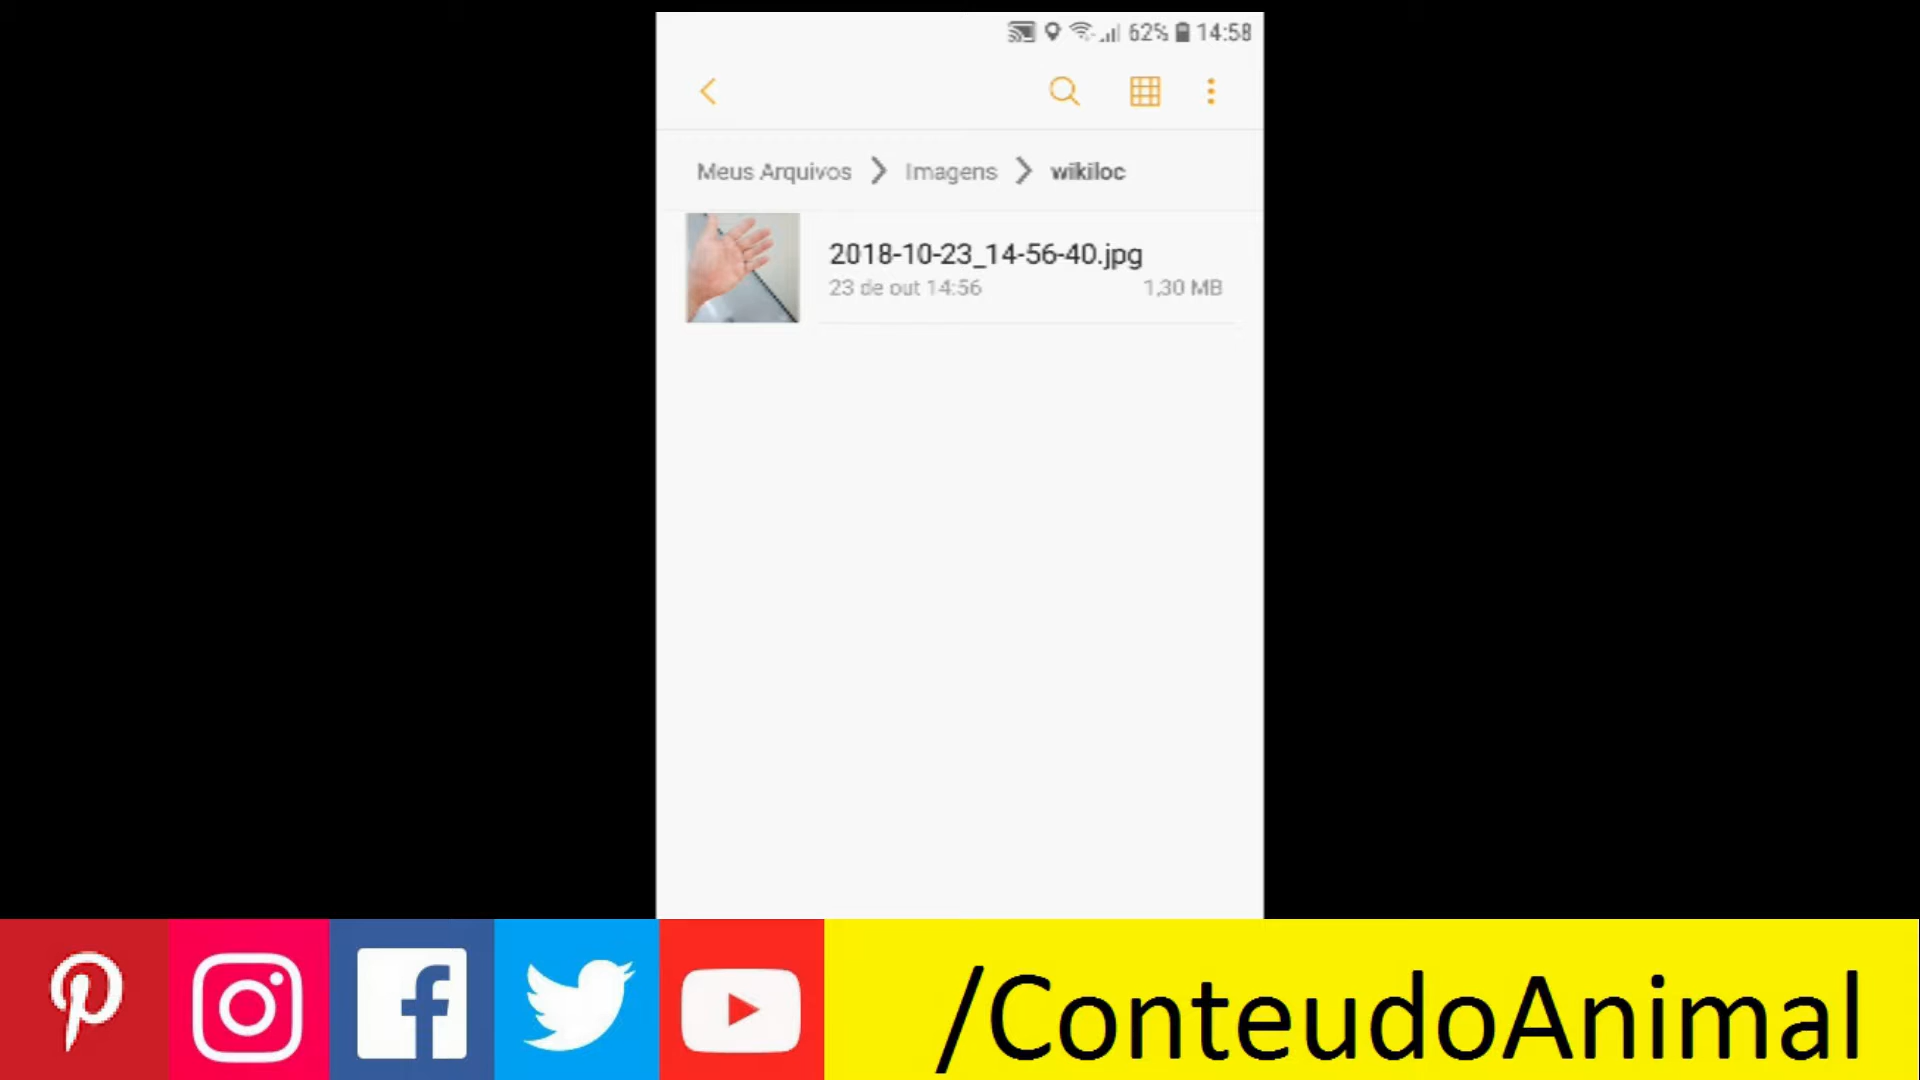 62% 14:58
Meus Arquivos > Imagens > wikiloc
2018-10-23_14-56-40.jpg
23 de out 14:56 1,30 MB
/ConteudoAnimal